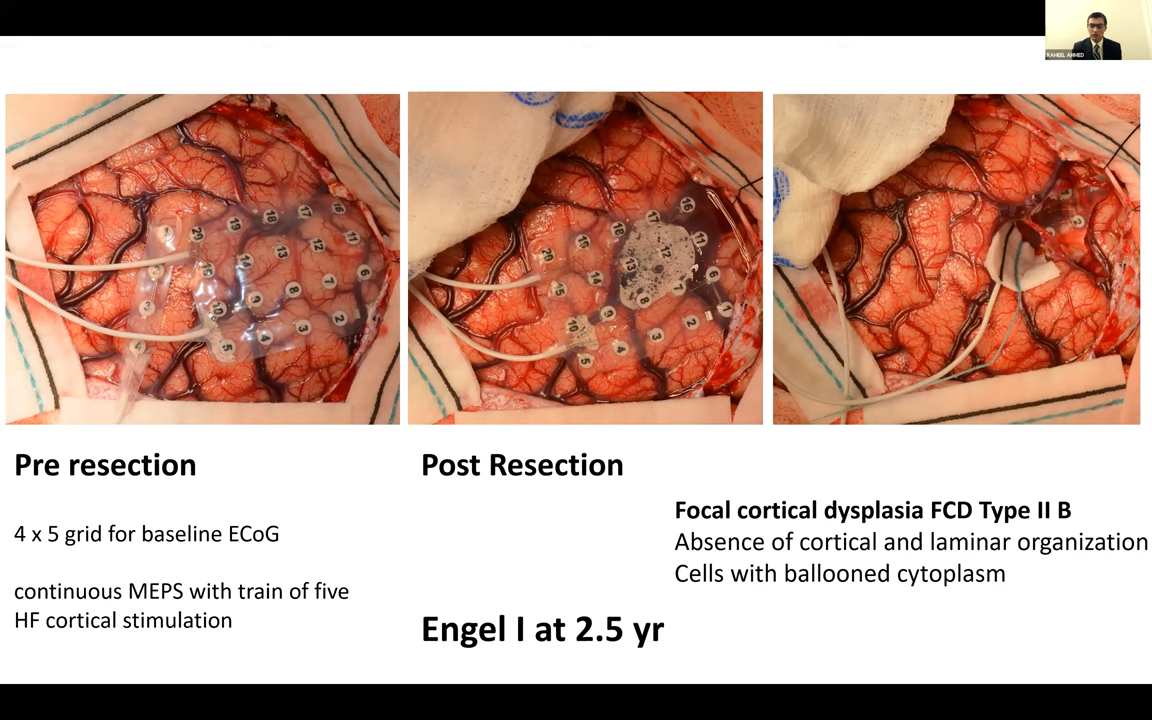 RAHEEL AHMED
Pre resection
4 x 5 grid for baseline ECoG
continuous MEPS with train of five
HF cortical stimulation
Post Resection
Engel I at 2.5 yr
Focal cortical dysplasia FCD Type II B
Absence of cortical and laminar organization
Cells with ballooned cytoplasm